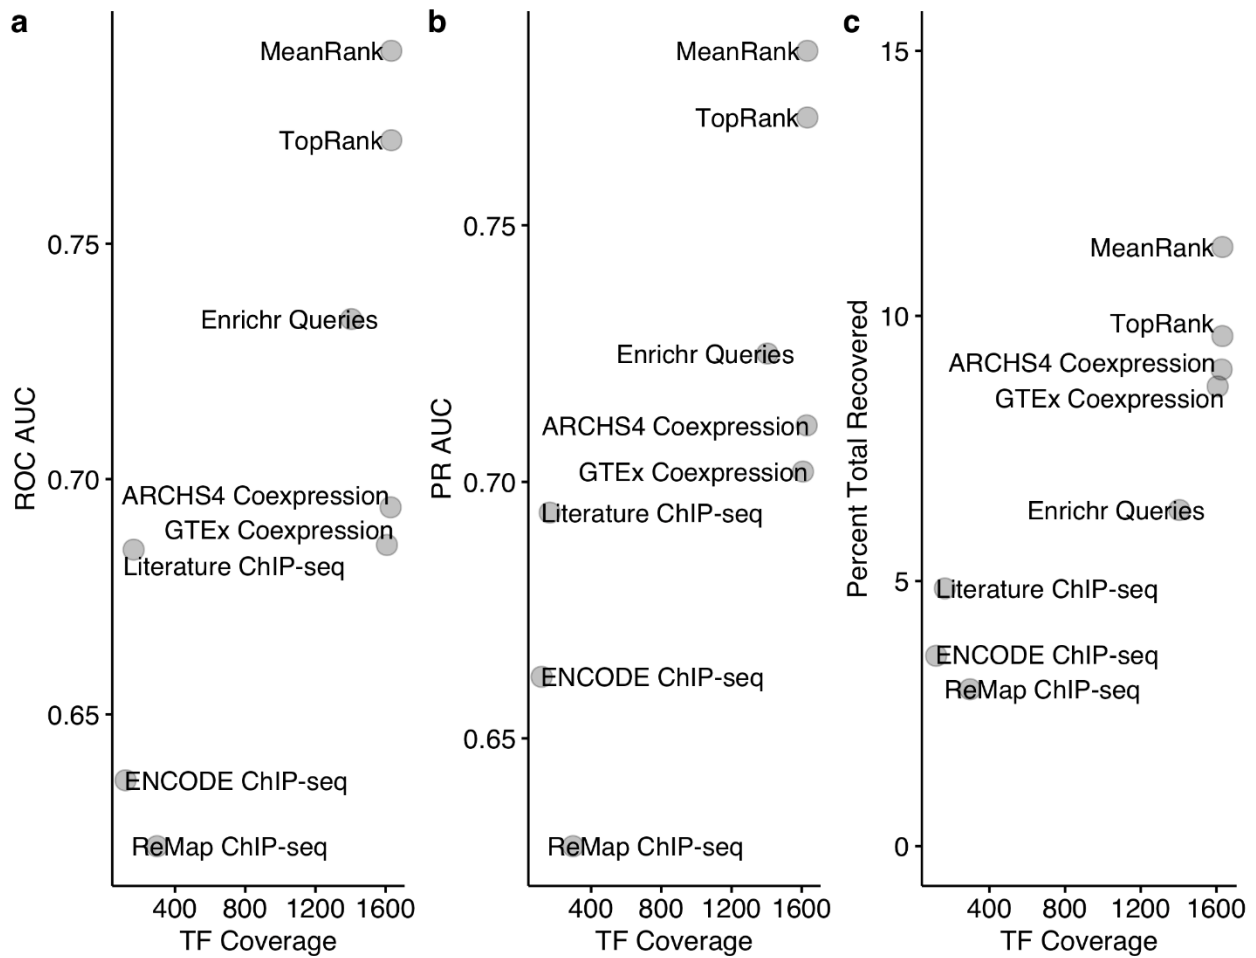 a
MeanRank
TopRank
0.75
Enrichr Queries
ROC AUC
0.70
ARCHS4 Coexpression
GTEx Coexpression
Literature ChIP-seq
0.65
ENCODE ChIP-seq
ReMap ChIP-seq
400 800 1200 1600
TF Coverage
b
MeanRank
TopRank
0.75
Enrichr Queries
PR AUC
ARCHS4 Coexpression
GTEx Coexpression
0.70
Literature ChIP-seq
ENCODE ChIP-seq
0.65
ReMap ChIP-seq
400 800 1200 1600
TF Coverage
c
15
MeanRank
10
TopRank
Percent Total Recovered
ARCHS4 Coexpression
GTEx Coexpression
Enrichr Queries
5
Literature ChIP-seq
ENCODE ChIP-seq
ReMap ChIP-seq
0
400 800 1200 1600
TF Coverage